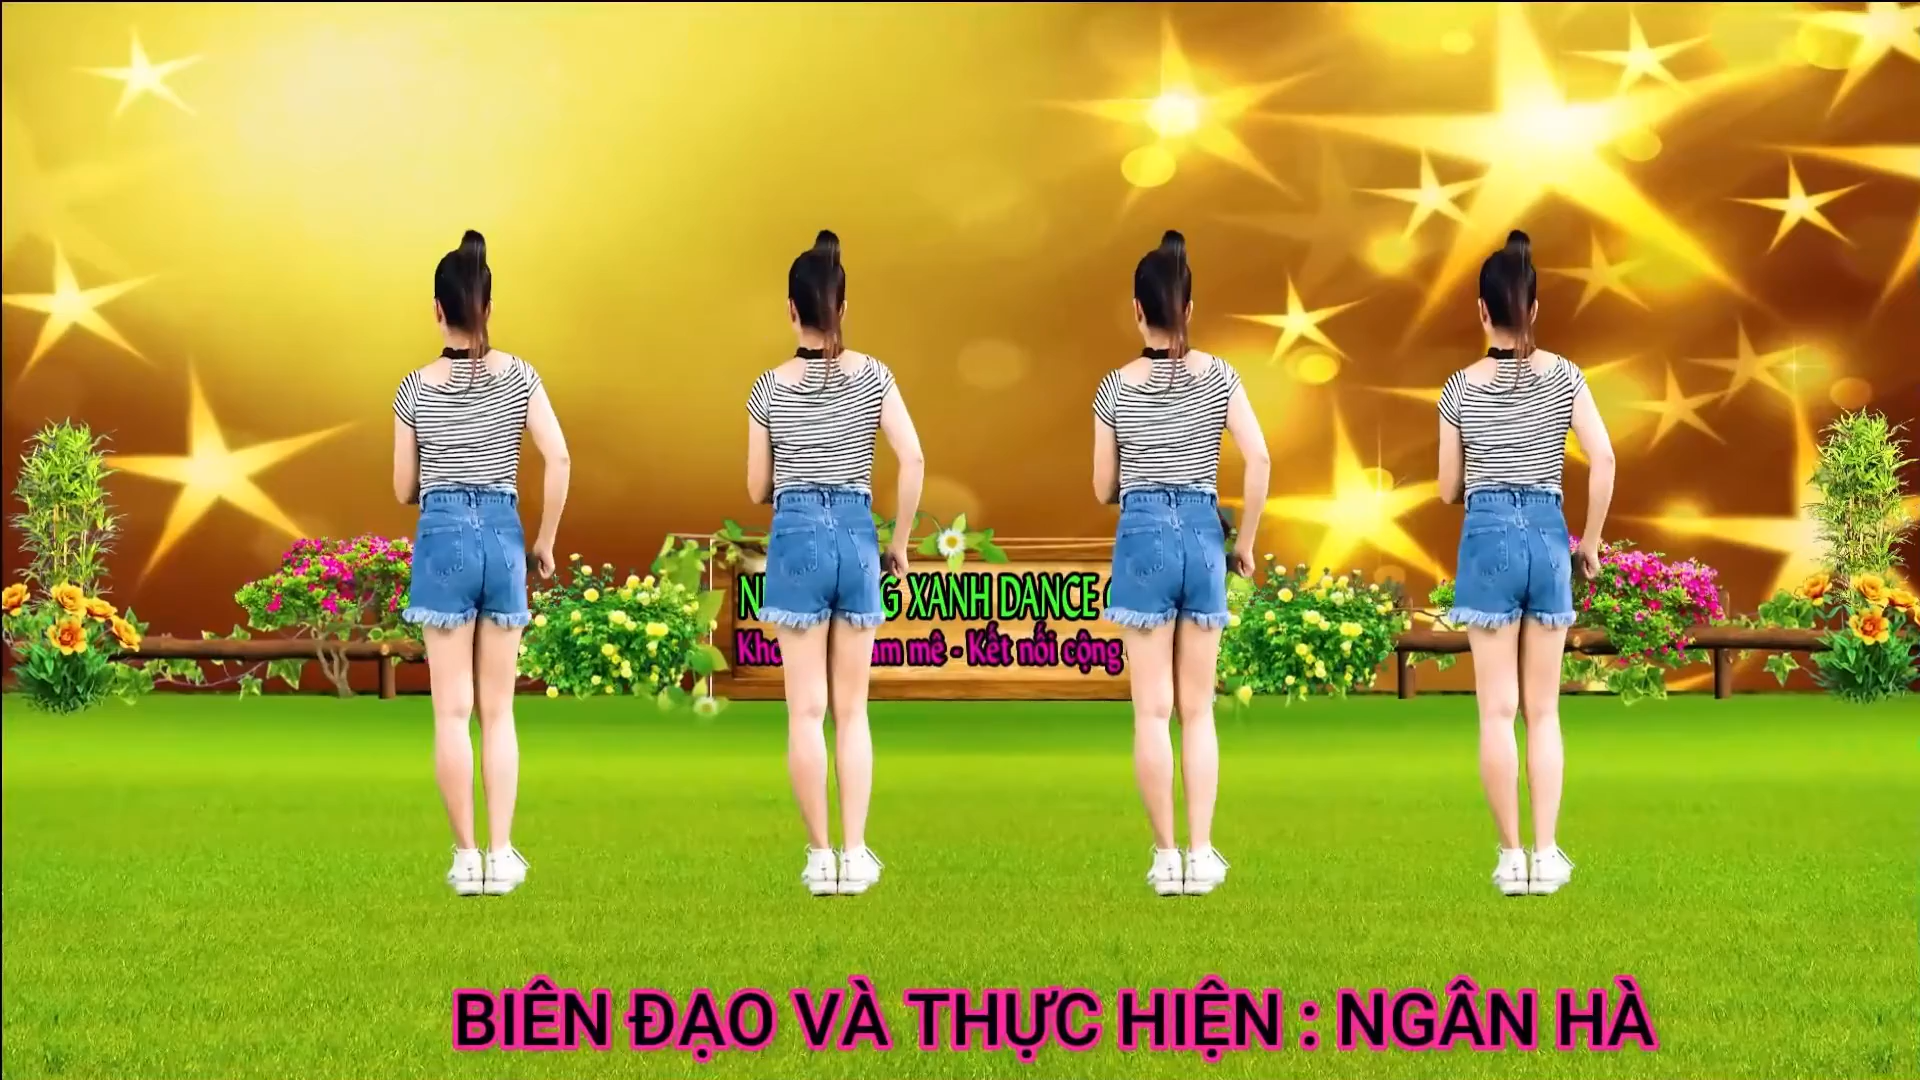 XANH DANCE
mê - Kết nối cộng
BIÊN ĐẠO VÀ THỰC HIỆN : NGÂN HÀ